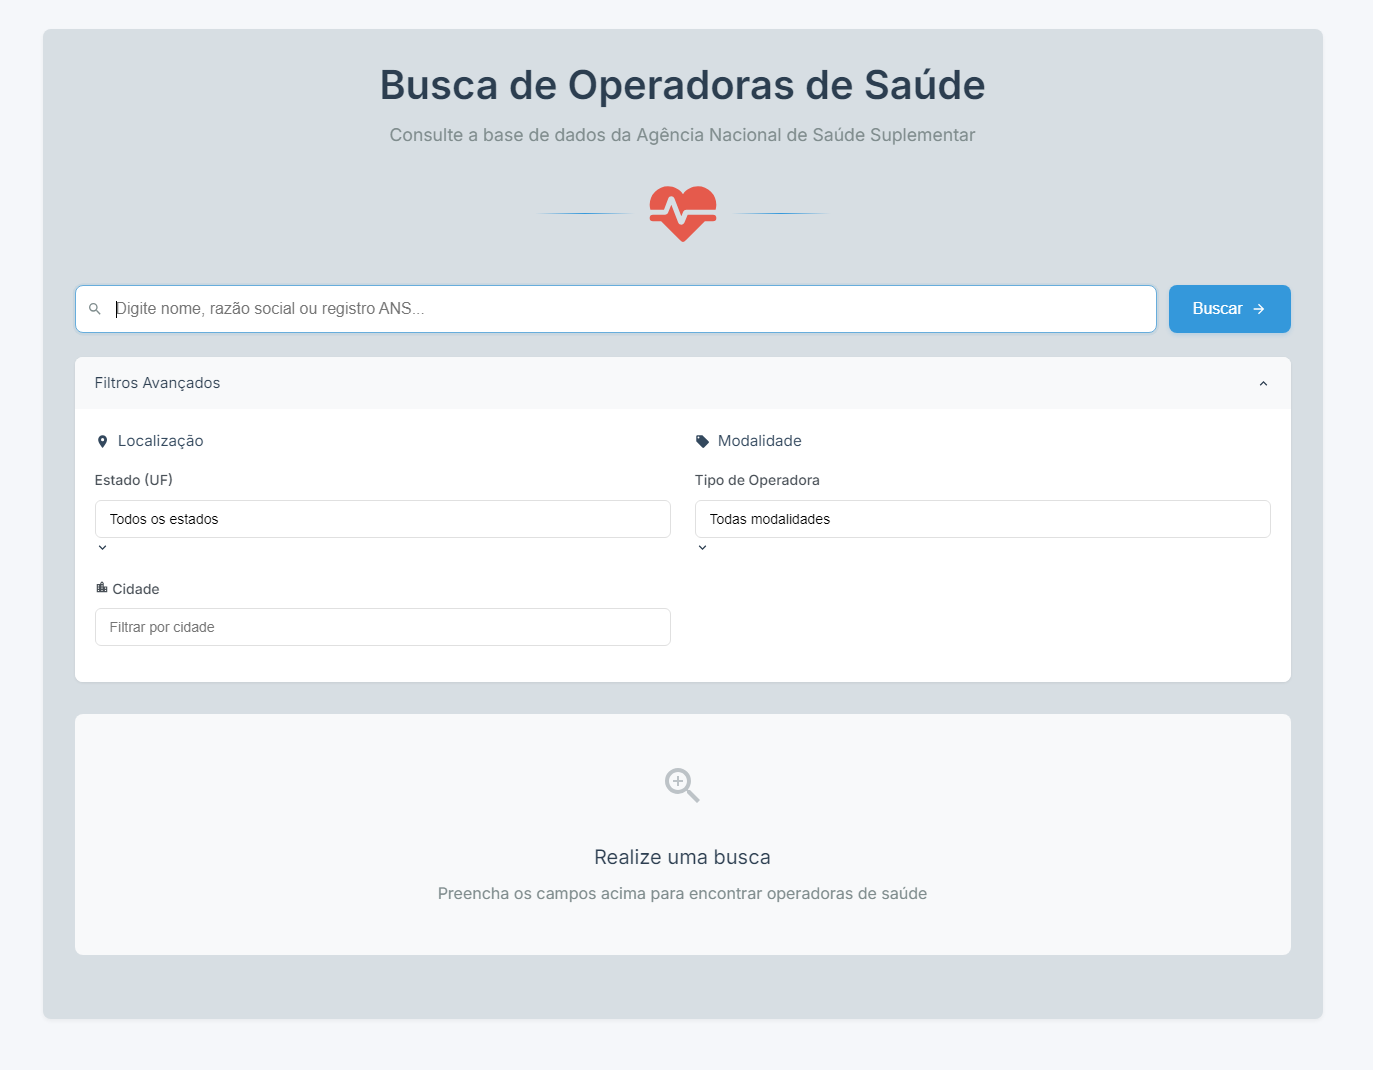 Busca de Operadoras de Saúde
Consulte a base de dados da Agência Nacional de Saúde Suplementar
Digite nome, razão social ou registro ANS...
Buscar
Filtros Avançados
Localização
Modalidade
Estado (UF)
Tipo de Operadora
Todos os estados
Todas modalidades
Cidade
Filtrar por cidade
Realize uma busca
Preencha os campos acima para encontrar operadoras de saúde